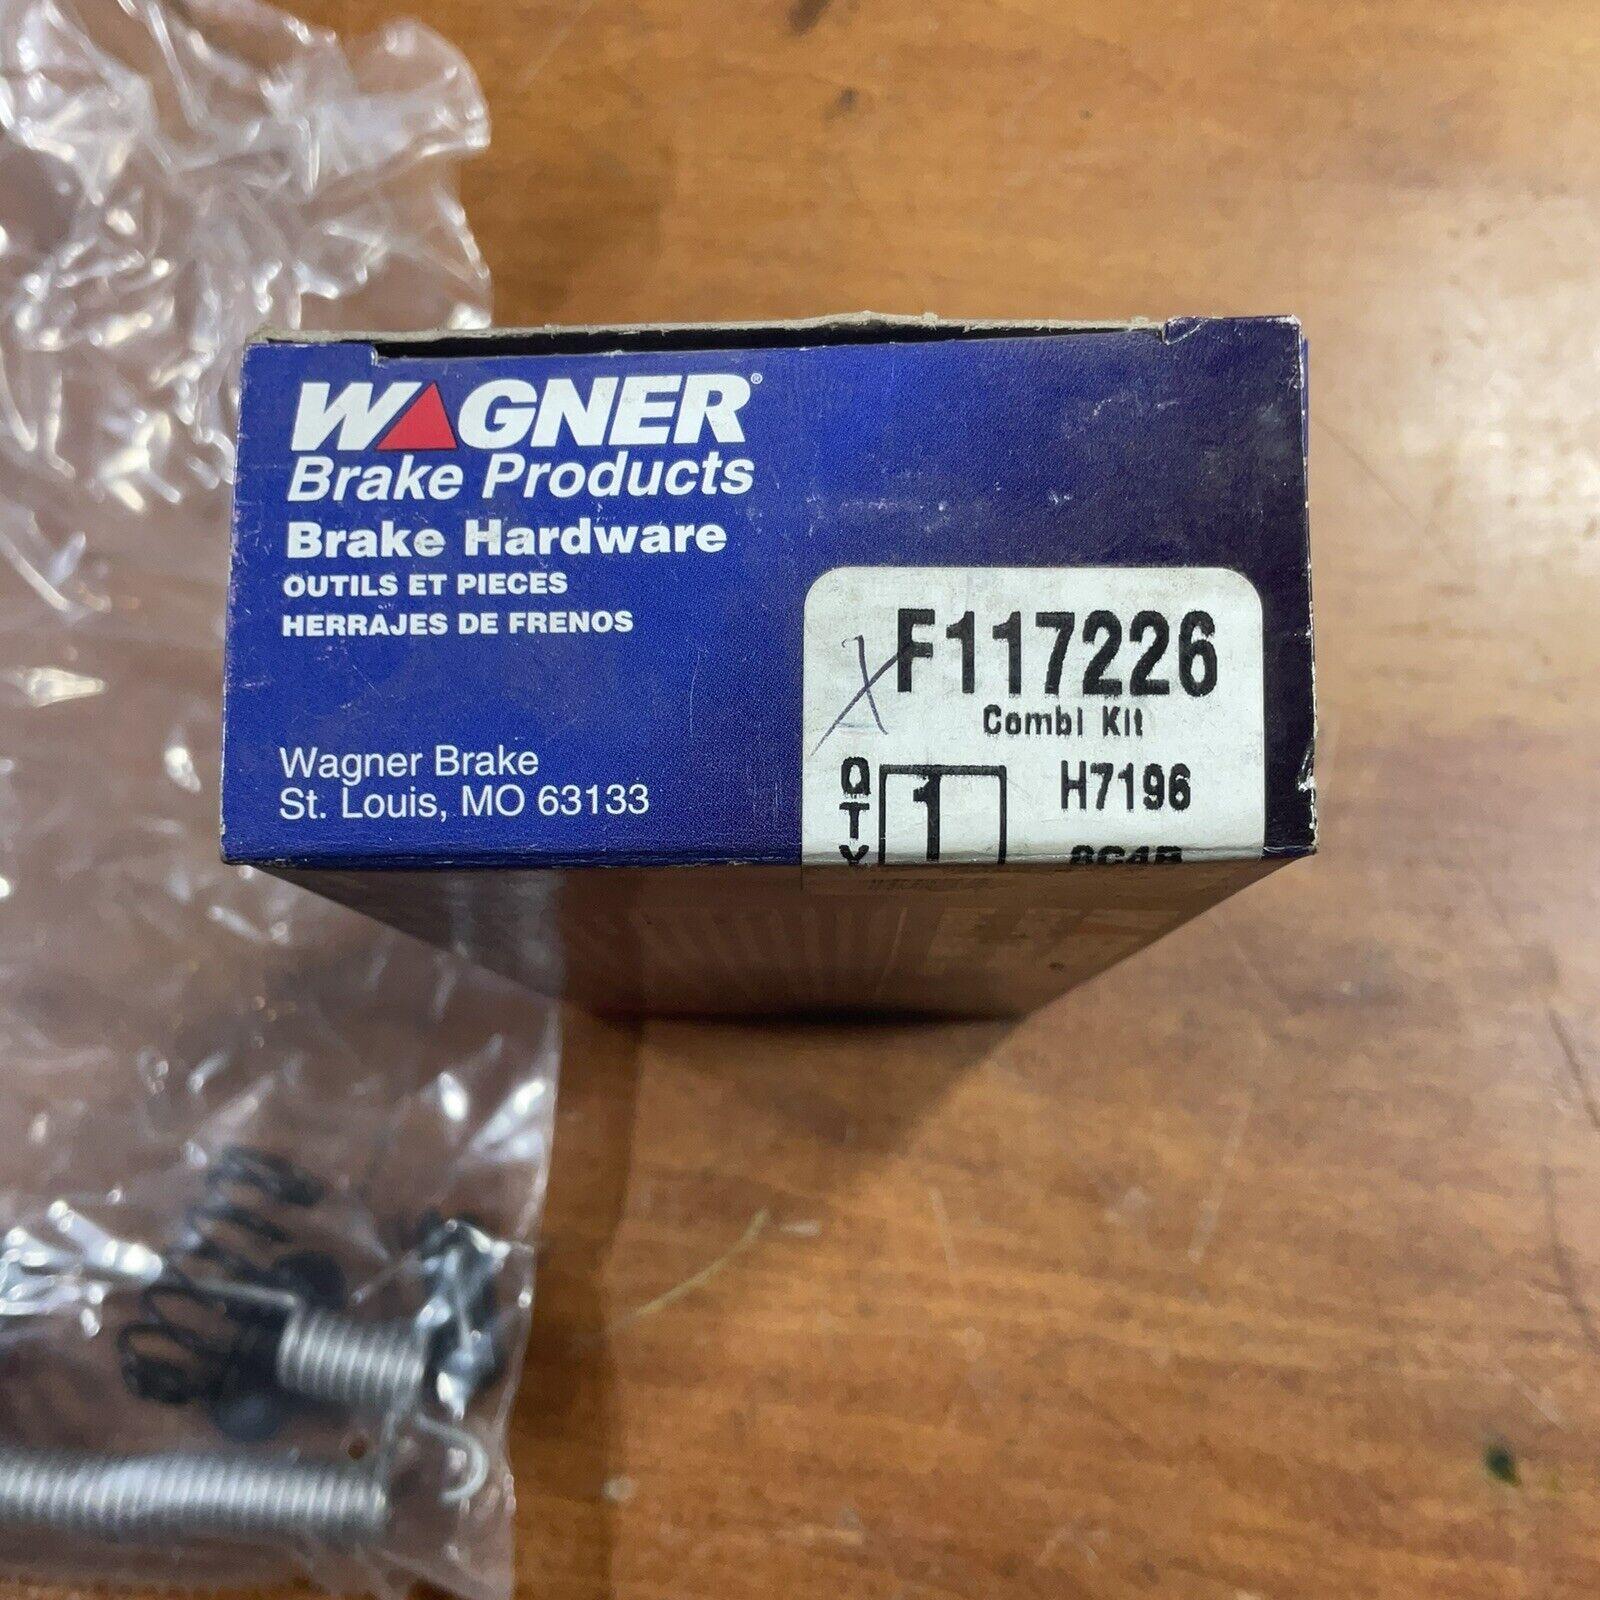 WAGNER®
Brake Products
Brake Hardware
OUTILS ET PIECES
HERRAJES DE FRENOS
Wagner Brake
St. Louis, MO 63133
F117226
Combi Kit
QTY 1
H7196